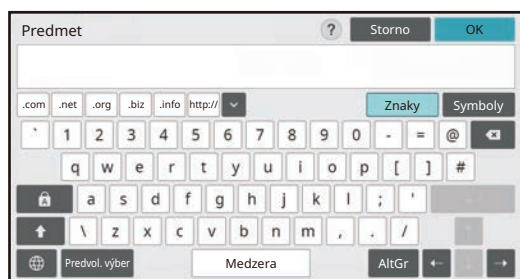 Predmet ? Storno OK
.com .net .org .biz .info http:// Znaky Symboly
` 1 2 3 4 5 6 7 8 9 0 - = @
q w e r t y u i o p [ ] #
A a s d f g h j k l ; '
\ z x c v b n m , . /
Predvol. výber Medzera AltGr ← ↓ →